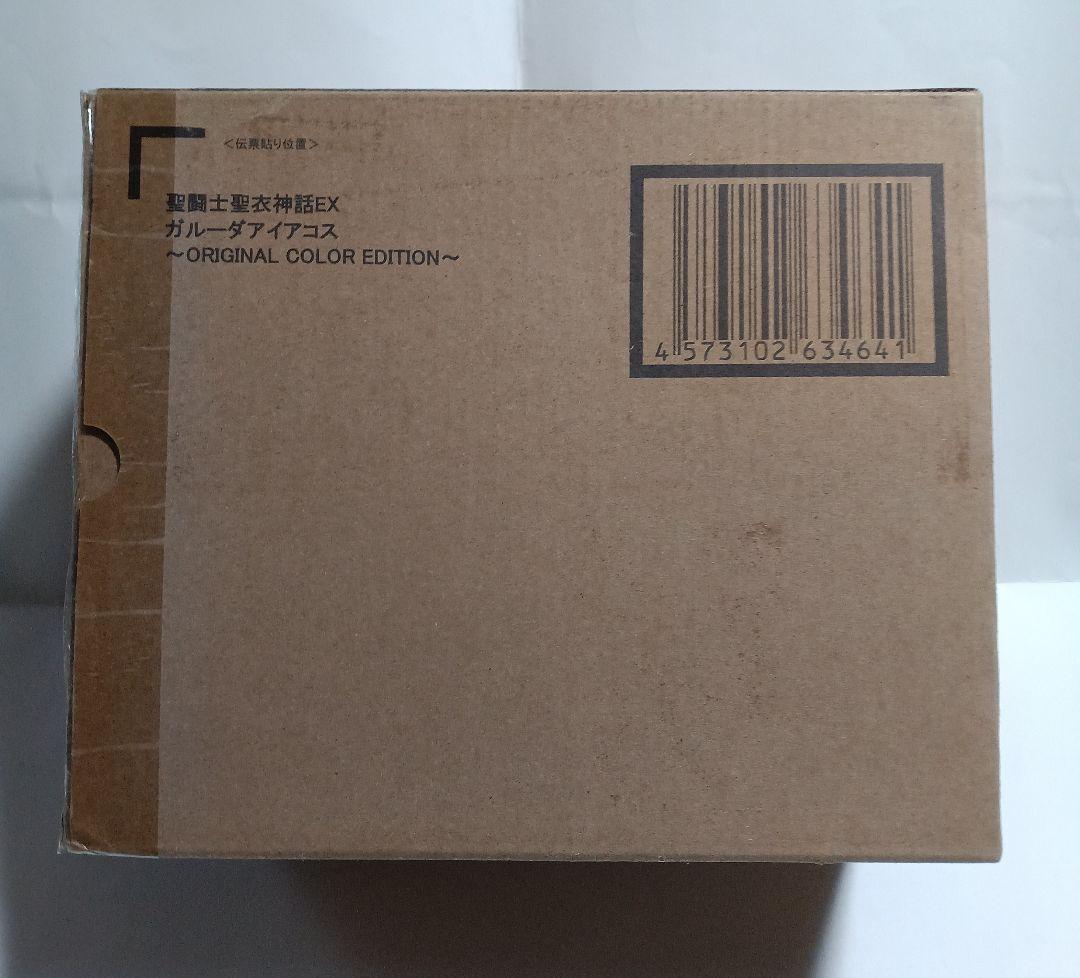 ＜伝票貼り位置＞
聖闘士聖衣神話EX
ガルーダアイアコス
～ORIGINAL COLOR EDITION～
4 573102 634641